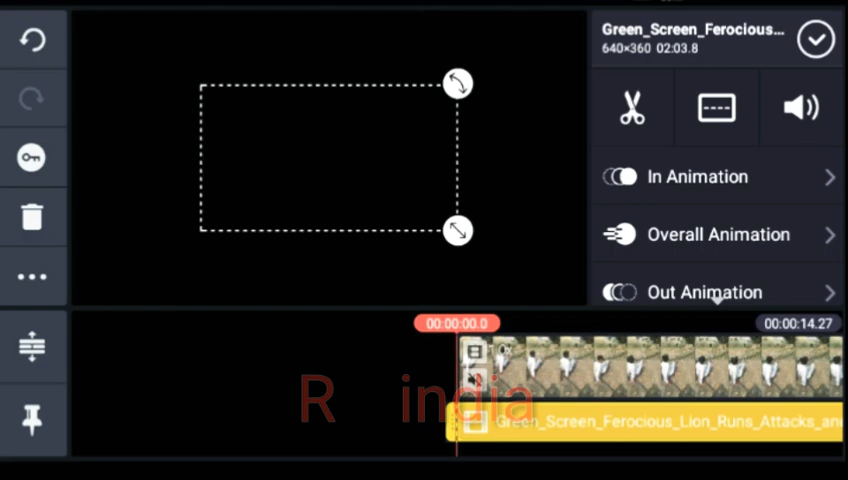 Green_Screen_Ferocious...
640×360 02:03.8
In Animation
Overall Animation
Out Animation
00:00:00.0
00:00:14.27
R india
Green_Screen_Ferocious_Lion_Runs_Attacks_an